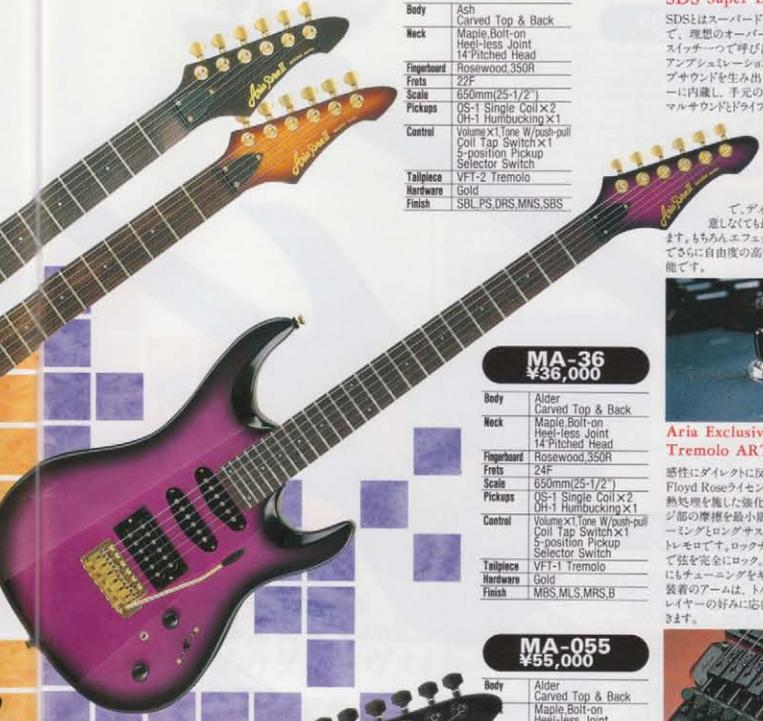 Body Ash
Carved Top & Back
Neck Maple,Bolt-on
Heel-less Joint
14°Pitched Head
Fingerboard Rosewood,350R
Frets 22F
Scale 650mm(25-1/2")
Pickups OS-1 Single Coil×2
OH-1 Humbucking×1
Control Volume×1,Tone W/push-pull
Coil Tap Switch×1
5-position Pickup
Selector Switch
Tailpiece VFT-2 Tremolo
Hardware Gold
Finish SBL,PS,DRS,MNS,SBS
Aria Pro II
Aria Pro II
Aria Pro II
MA-36
¥36,000
Body Alder
Carved Top & Back
Neck Maple,Bolt-on
Heel-less Joint
14°Pitched Head
Fingerboard Rosewood,350R
Frets 24F
Scale 650mm(25-1/2")
Pickups OS-1 Single Coil×2
OH-1 Humbucking×1
Control Volume×1,Tone W/push-pull
Coil Tap Switch×1
5-position Pickup
Selector Switch
Tailpiece VFT-1 Tremolo
Hardware Gold
Finish MBS,MLS,MRS,B
MA-055
¥55,000
Body Alder
Carved Top & Back
Maple,Bolt-on
Heel-less Joint
SDS Super
SDSとはスーパード
で、理想のオーバー
スイッチ一つで呼び
アンプシュミレーショ
プサウンドを生み出
ーに内蔵し、手元の
マルサウンドとドライブ
で、ディ
意しなくても
ます。もちろんエフェ
でさらに自由度の高
能です。
Aria Exclusiv
Tremolo ART
感性にダイレクトに反
Floyd Roseライセン
熱処理を施した強化
ジ部の摩擦を最小限
ーミングとロングサス
トレモロです。ロックナ
で弦を完全にロック。
にもチューニングをキ
装着のアームは、トル
レイヤーの好みに応じ
きます。